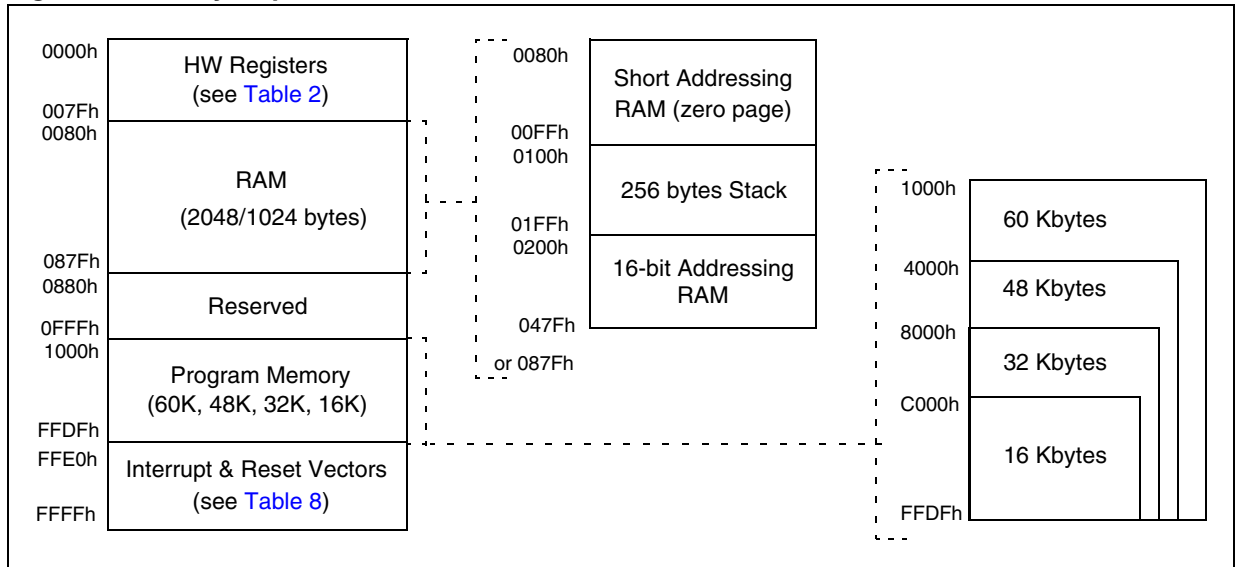 0000h
HW Registers
(see Table 2)
007Fh
0080h
RAM
(2048/1024 bytes)
087Fh
0880h
Reserved
0FFFh
1000h
Program Memory
(60K, 48K, 32K, 16K)
FFDFh
FFE0h
Interrupt & Reset Vectors
(see Table 8)
FFFFh
0080h
Short Addressing
RAM (zero page)
00FFh
0100h
256 bytes Stack
01FFh
0200h
16-bit Addressing
RAM
047Fh
or 087Fh
1000h
60 Kbytes
4000h
48 Kbytes
8000h
32 Kbytes
C000h
16 Kbytes
FFDFh